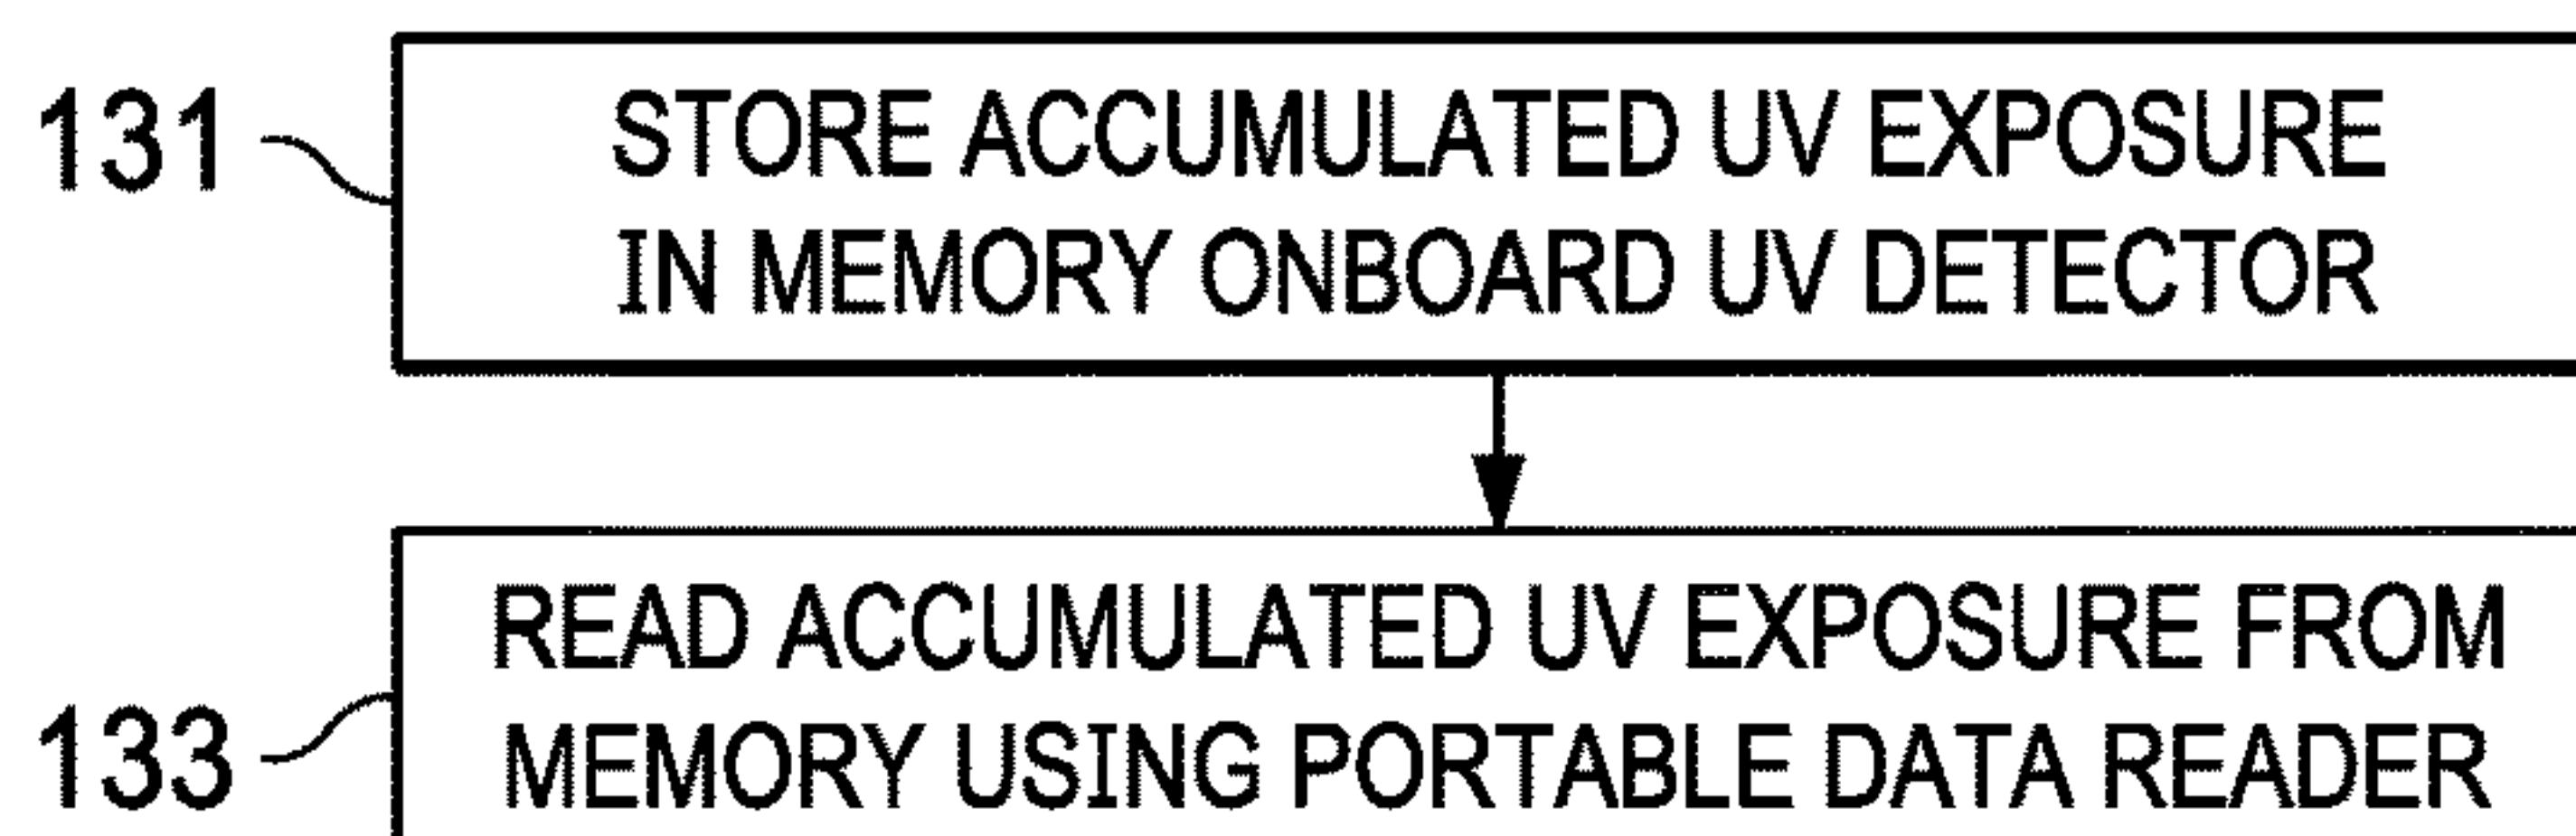 131
STORE ACCUMULATED UV EXPOSURE
IN MEMORY ONBOARD UV DETECTOR
133
READ ACCUMULATED UV EXPOSURE FROM
MEMORY USING PORTABLE DATA READER